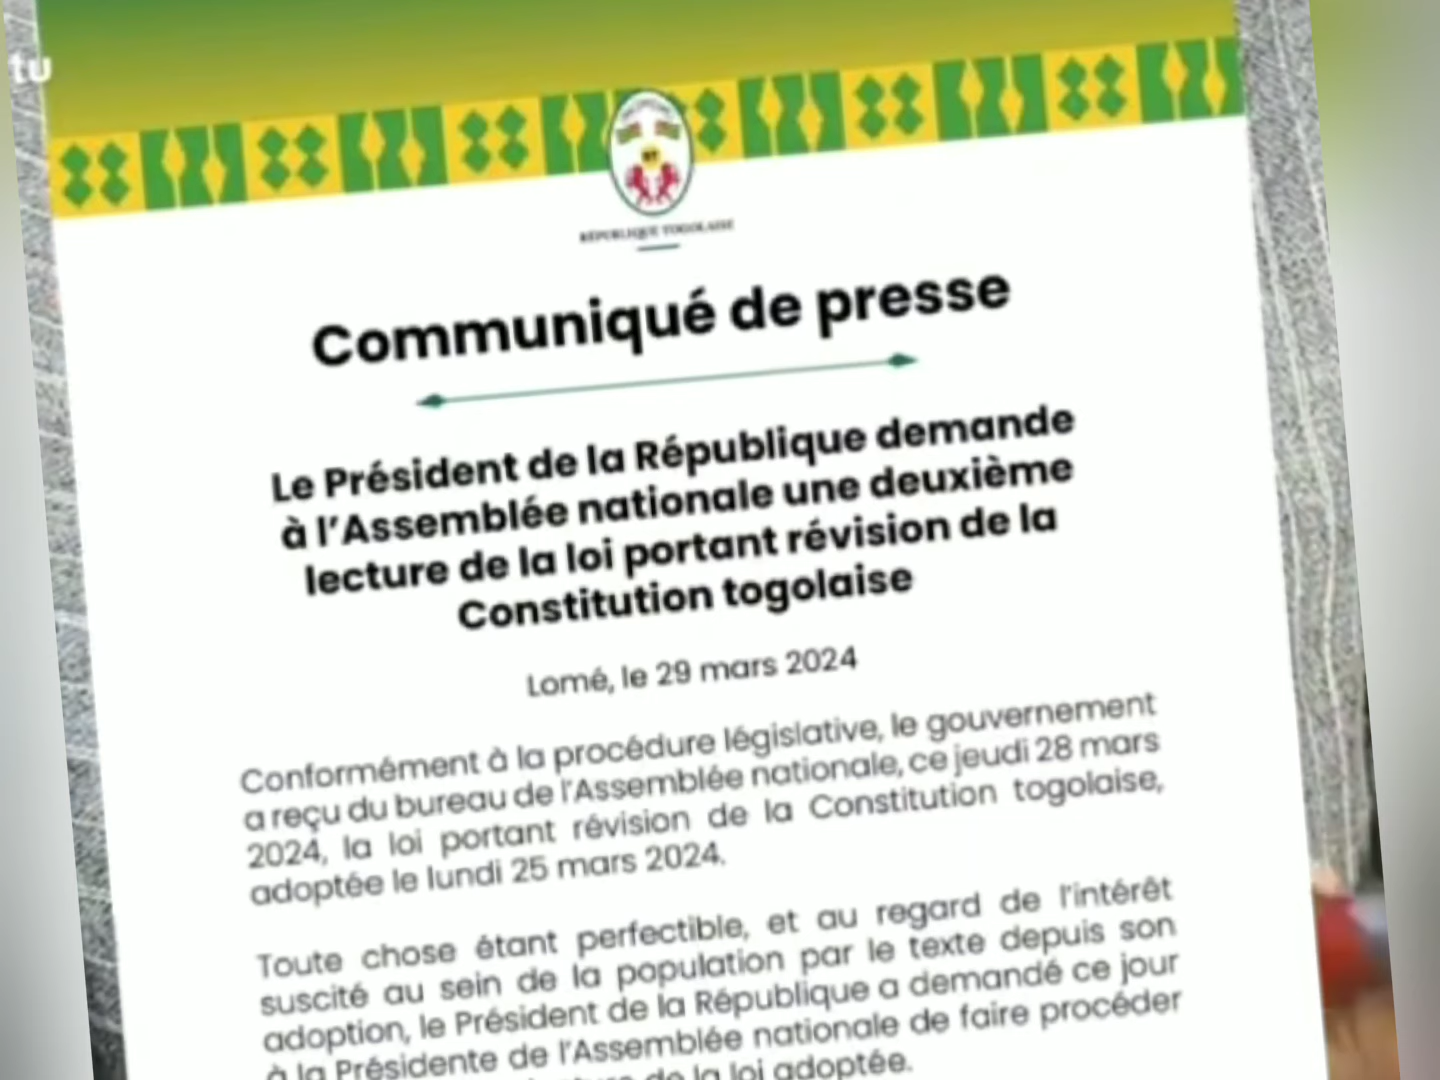 tu
RÉPUBLIQUE TOGOLAISE
Communiqué de presse
Le Président de la République demande
à l'Assemblée nationale une deuxième
lecture de la loi portant révision de la
Constitution togolaise
Lomé, le 29 mars 2024
Conformément à la procédure législative, le gouvernement
a reçu du bureau de l'Assemblée nationale, ce jeudi 28 mars
2024, la loi portant révision de la Constitution togolaise,
adoptée le lundi 25 mars 2024.
Toute chose étant perfectible, et au regard de l'intérêt
suscité au sein de la population par le texte depuis son
adoption, le Président de la République a demandé ce jour
à la Présidente de l'Assemblée nationale de faire procéder
de la loi adoptée.